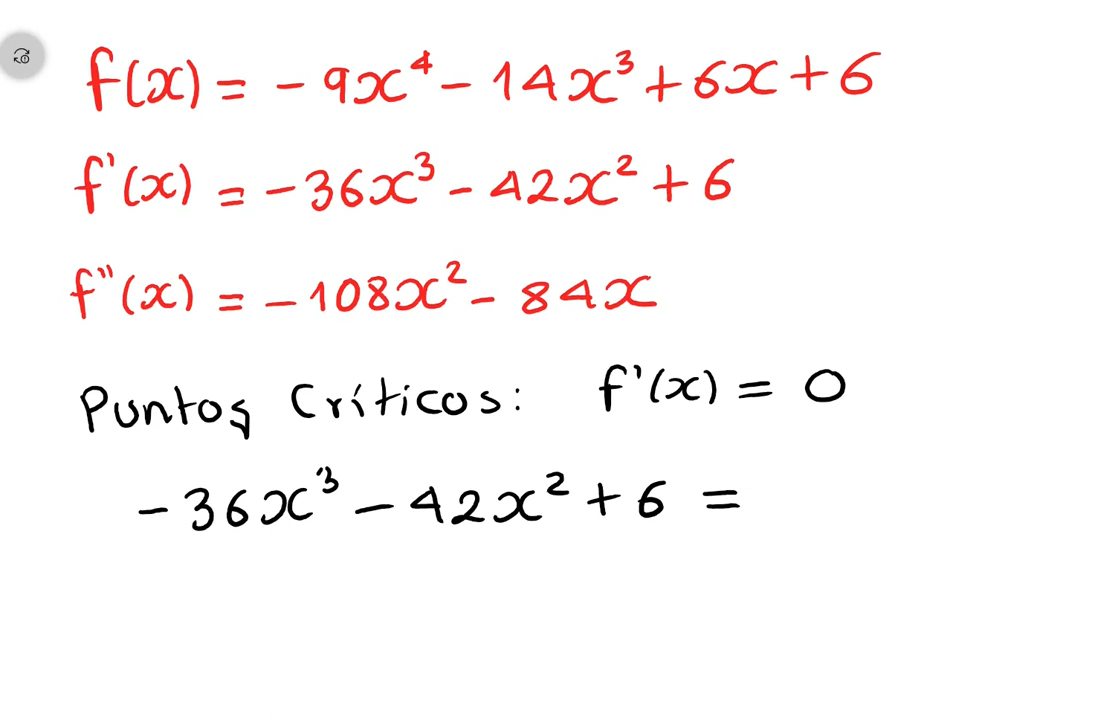 f(x) = -9x⁴ - 14x³ + 6x + 6
f'(x) = -36x³ - 42x² + 6
f''(x) = -108x² - 84x
Puntos Críticos: f'(x) = 0
-36x³ - 42x² + 6 =